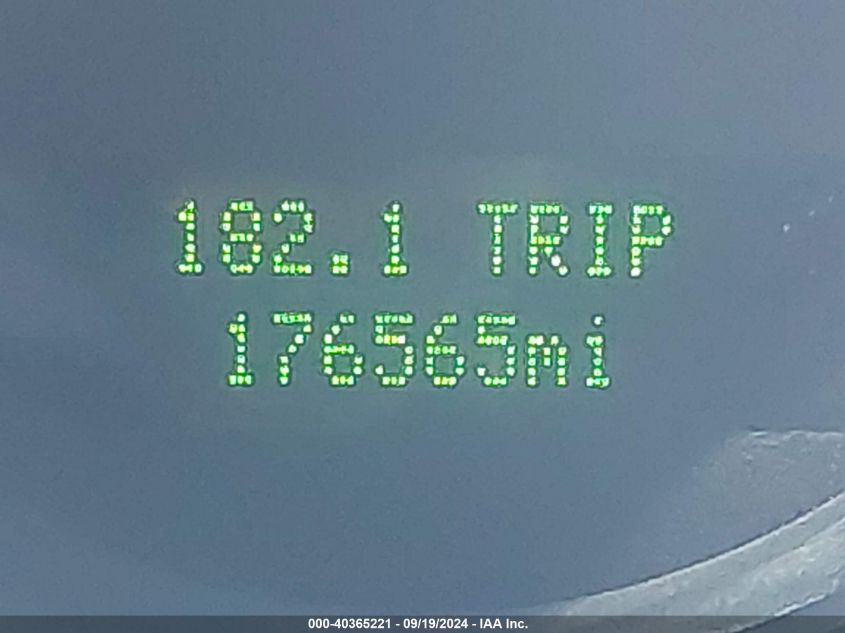 182.1 TRIP
176565mi
000-40365221 - 09/19/2024 - IAA Inc.